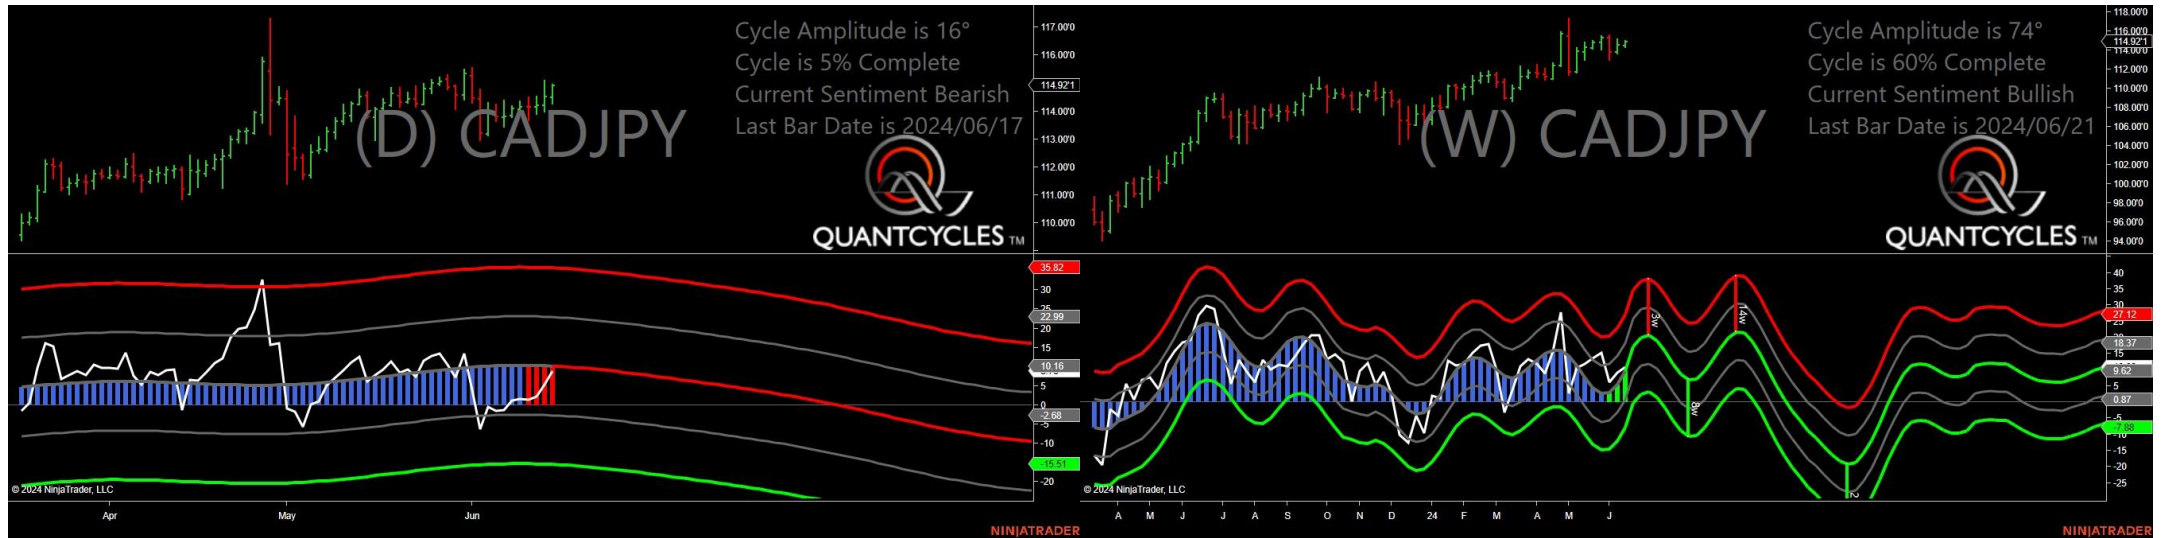 Cycle Amplitude is 16°
Cycle is 5% Complete
Current Sentiment Bearish
Last Bar Date is 2024/06/17
(D) CADJPY
QUANTCYCLES TM
117.00'0
116.00'0
114.92'1
114.00'0
113.00'0
112.00'0
111.00'0
110.00'0
35.82
30
25
22.99
20
15
10.16
5
0
-2.68
-5
-10
-15.51
-20
© 2024 NinjaTrader, LLC
Apr May Jun
NINJATRADER
Cycle Amplitude is 74°
Cycle is 60% Complete
Current Sentiment Bullish
Last Bar Date is 2024/06/21
(W) CADJPY
QUANTCYCLES TM
118.00'0
116.00'0
114.92'1
114.00'0
112.00'0
110.00'0
108.00'0
106.00'0
104.00'0
102.00'0
100.00'0
98.00'0
96.00'0
94.00'0
3w
14w
8w
2
40
35
30
27.12
25
18.37
15
9.62
5
0.87
-5
-7.88
-10
-15
-20
-25
© 2024 NinjaTrader, LLC
A M J J A S O N D 24 F M A M J
NINJATRADER